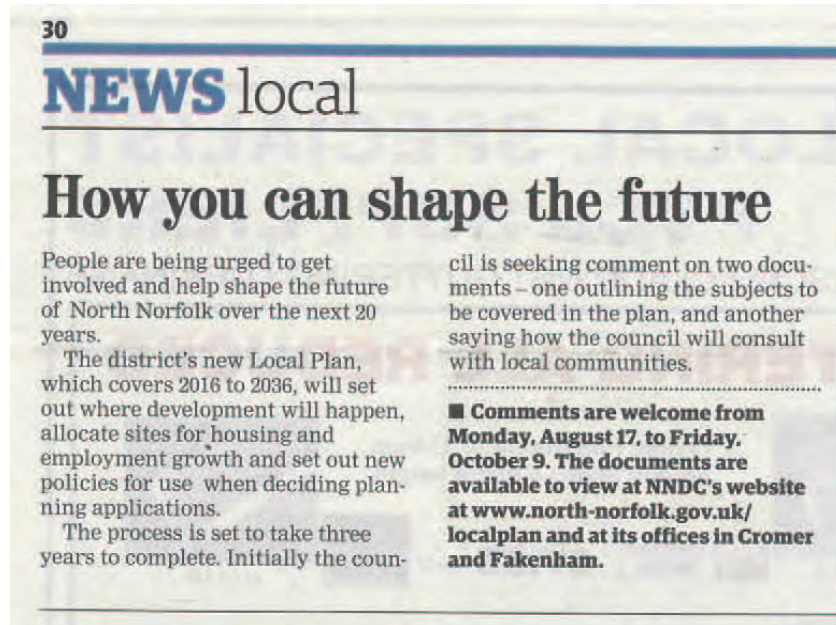 30
NEWS local
How you can shape the future
People are being urged to get
involved and help shape the future
of North Norfolk over the next 20
years.
The district's new Local Plan,
which covers 2016 to 2036, will set
out where development will happen,
allocate sites for housing and
employment growth and set out new
policies for use when deciding plan-
ning applications.
The process is set to take three
years to complete. Initially the coun-
cil is seeking comment on two docu-
ments – one outlining the subjects to
be covered in the plan, and another
saying how the council will consult
with local communities.
■ Comments are welcome from
Monday, August 17, to Friday,
October 9. The documents are
available to view at NNDC's website
at www.north-norfolk.gov.uk/
localplan and at its offices in Cromer
and Fakenham.